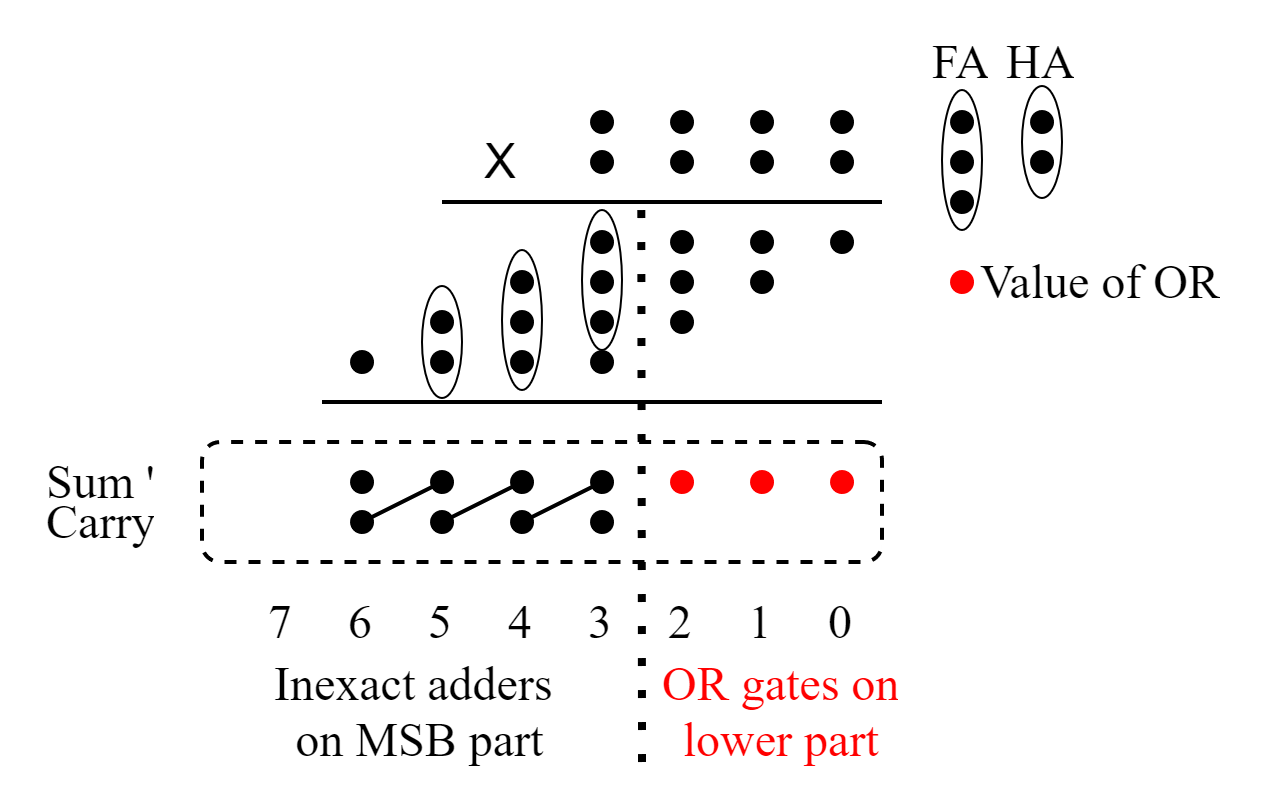 FA HA
X
Value of OR
Sum '
Carry
7 6 5 4 3 2 1 0
Inexact adders
on MSB part
OR gates on
lower part